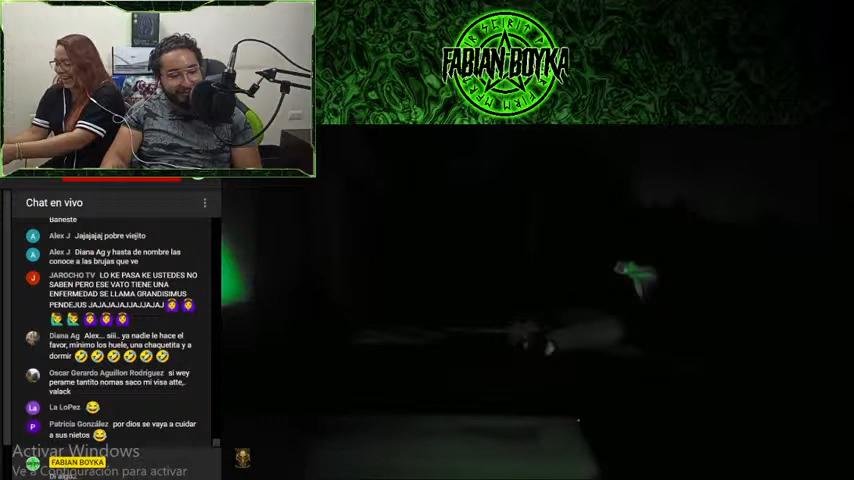 FABIAN BOYKA
Chat en vivo
Baneste
Alex J Jajajajaj pobre viejito
Alex J Diana Ag y hasta de nombre las
conoce a las brujas que ve
JAROCHO TV LO KE PASA KE USTEDES NO
SABEN PERO ESE VATO TIENE UNA
ENFERMEDAD SE LLAMA GRANDISIMUS
PENDEJUS JAJAJAJAJJAJJAJAJ🙆‍♀️🙆‍♀️
🙋‍♂️🙋‍♂️🙆‍♀️🙆‍♀️🙆‍♀️
Diana Ag Alex... siii.. ya nadie le hace el
favor, mínimo los huele, una chaquetita y a
dormir 🤣🤣🤣🤣🤣🤣
Oscar Gerardo Aguillon Rodriguez si wey
perame tantito nomas saco mi visa atte,.
valack
La LoPez 😂
Patricia González por dios se vaya a cuidar
a sus nietos 😂
Activar Windows
Ve a Configuración para activar
FABIAN BOYKA